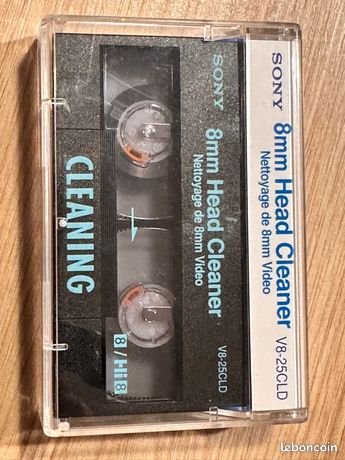 SONY
8mm Head Cleaner
Nettoyage de 8mm Video
V8-25CLD
SONY
8mm Head Cleaner
Nettoyage de 8mm Video
V8-25CLD
CLEANING
8/Hi8
leboncoin